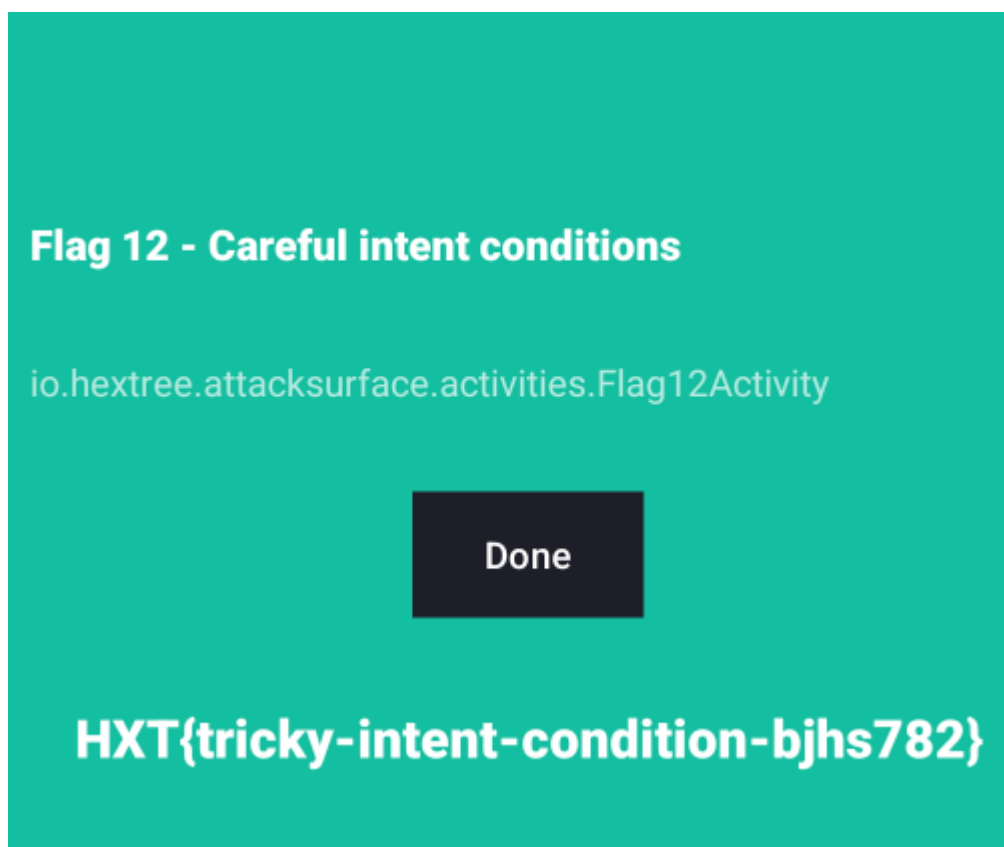 Flag 12 - Careful intent conditions
io.hextree.attacksurface.activities.Flag12Activity
Done
HXT{tricky-intent-condition-bjhs782}